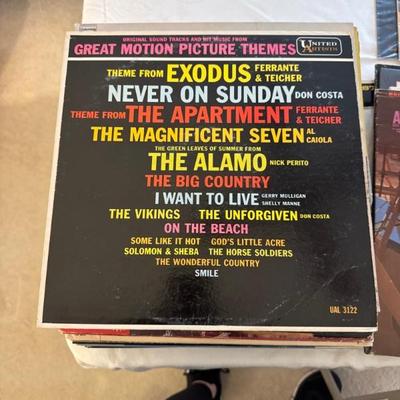 ORIGINAL SOUND TRACKS AND HIT MUSIC FROM
GREAT MOTION PICTURE THEMES
UNITED
ARTISTS
THEME FROM EXODUS FERRANTE & TEICHER
NEVER ON SUNDAY DON COSTA
THEME FROM THE APARTMENT FERRANTE & TEICHER
THE MAGNIFICENT SEVEN AL CAIOLA
THE GREEN LEAVES OF SUMMER FROM
THE ALAMO NICK PERITO
THE BIG COUNTRY
I WANT TO LIVE GERRY MULLIGAN SHELLY MANNE
THE VIKINGS THE UNFORGIVEN DON COSTA
ON THE BEACH
SOME LIKE IT HOT GOD'S LITTLE ACRE
SOLOMON & SHEBA THE HORSE SOLDIERS
THE WONDERFUL COUNTRY
SMILE
UAL 3122